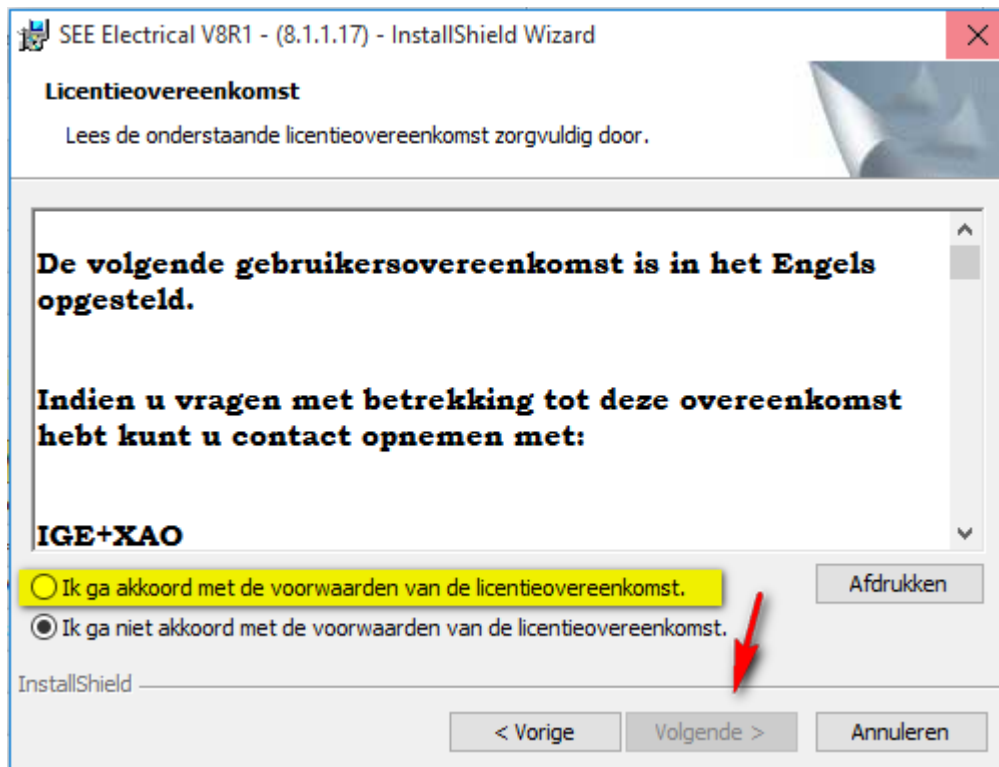 SEE Electrical V8R1 - (8.1.1.17) - InstallShield Wizard
Licentieovereenkomst
Lees de onderstaande licentieovereenkomst zorgvuldig door.
De volgende gebruikersovereenkomst is in het Engels
opgesteld.
Indien u vragen met betrekking tot deze overeenkomst
hebt kunt u contact opnemen met:
IGE+XAO
Ik ga akkoord met de voorwaarden van de licentieovereenkomst.
Afdrukken
Ik ga niet akkoord met de voorwaarden van de licentieovereenkomst.
InstallShield
< Vorige
Volgende >
Annuleren